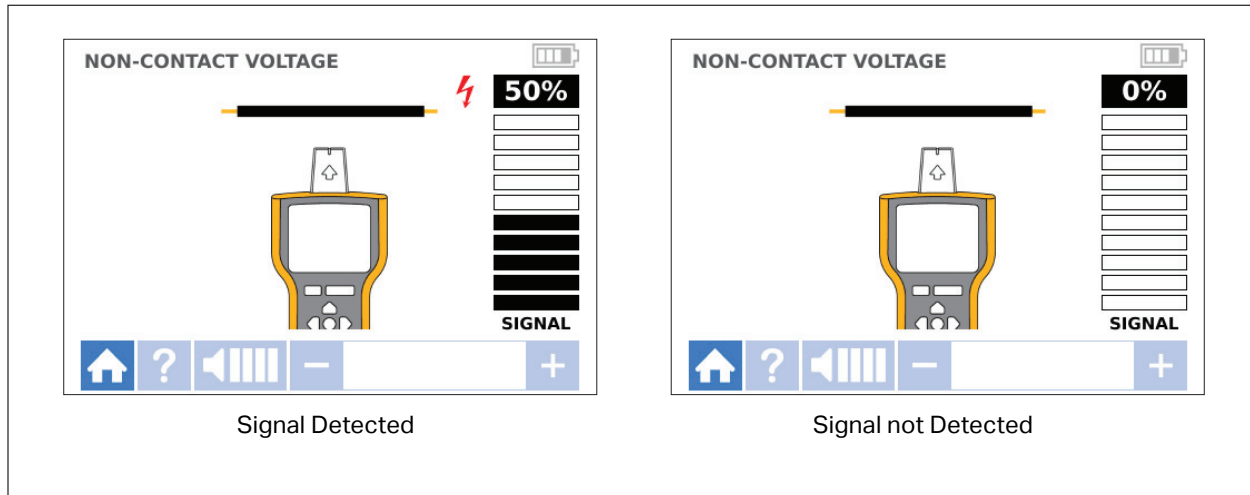 NON-CONTACT VOLTAGE
50%
SIGNAL
?
Signal Detected
NON-CONTACT VOLTAGE
0%
SIGNAL
?
Signal not Detected